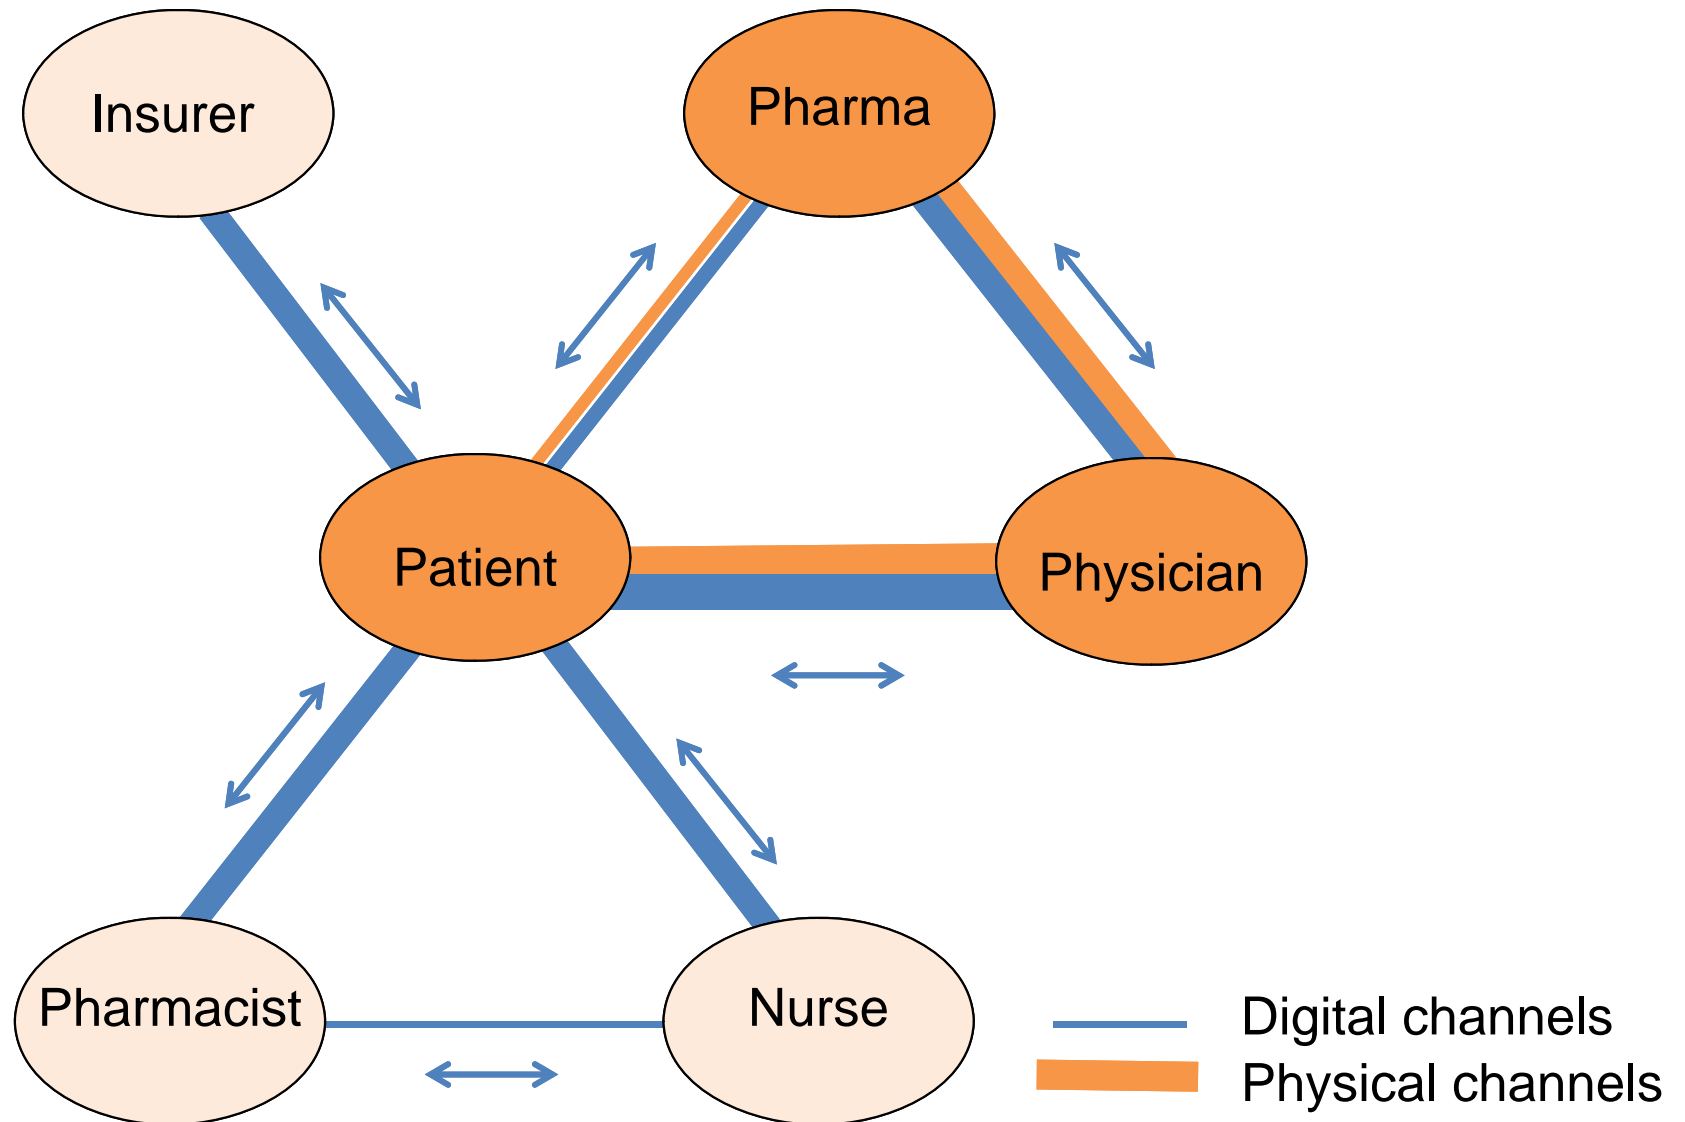 Insurer
Pharma
Patient
Physician
Pharmacist
Nurse
Digital channels
Physical channels